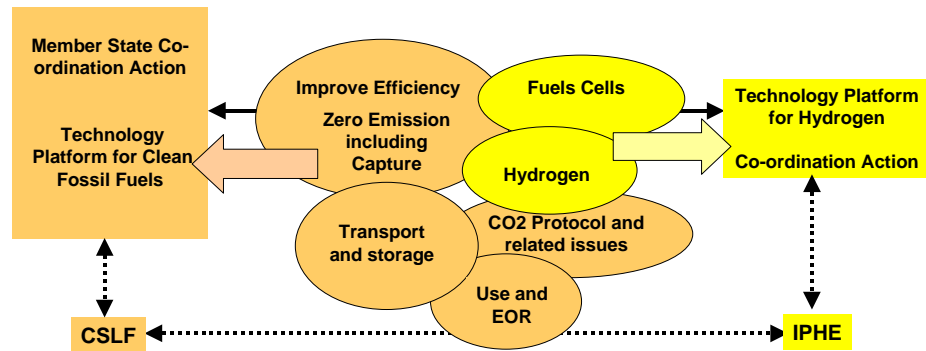 Member State Co-
ordination Action
Technology
Platform for Clean
Fossil Fuels
Improve Efficiency
Zero Emission
including
Capture
Fuels Cells
Hydrogen
Technology Platform
for Hydrogen
Co-ordination Action
Transport
and storage
CO2 Protocol and
related issues
Use and
EOR
CSLF
IPHE